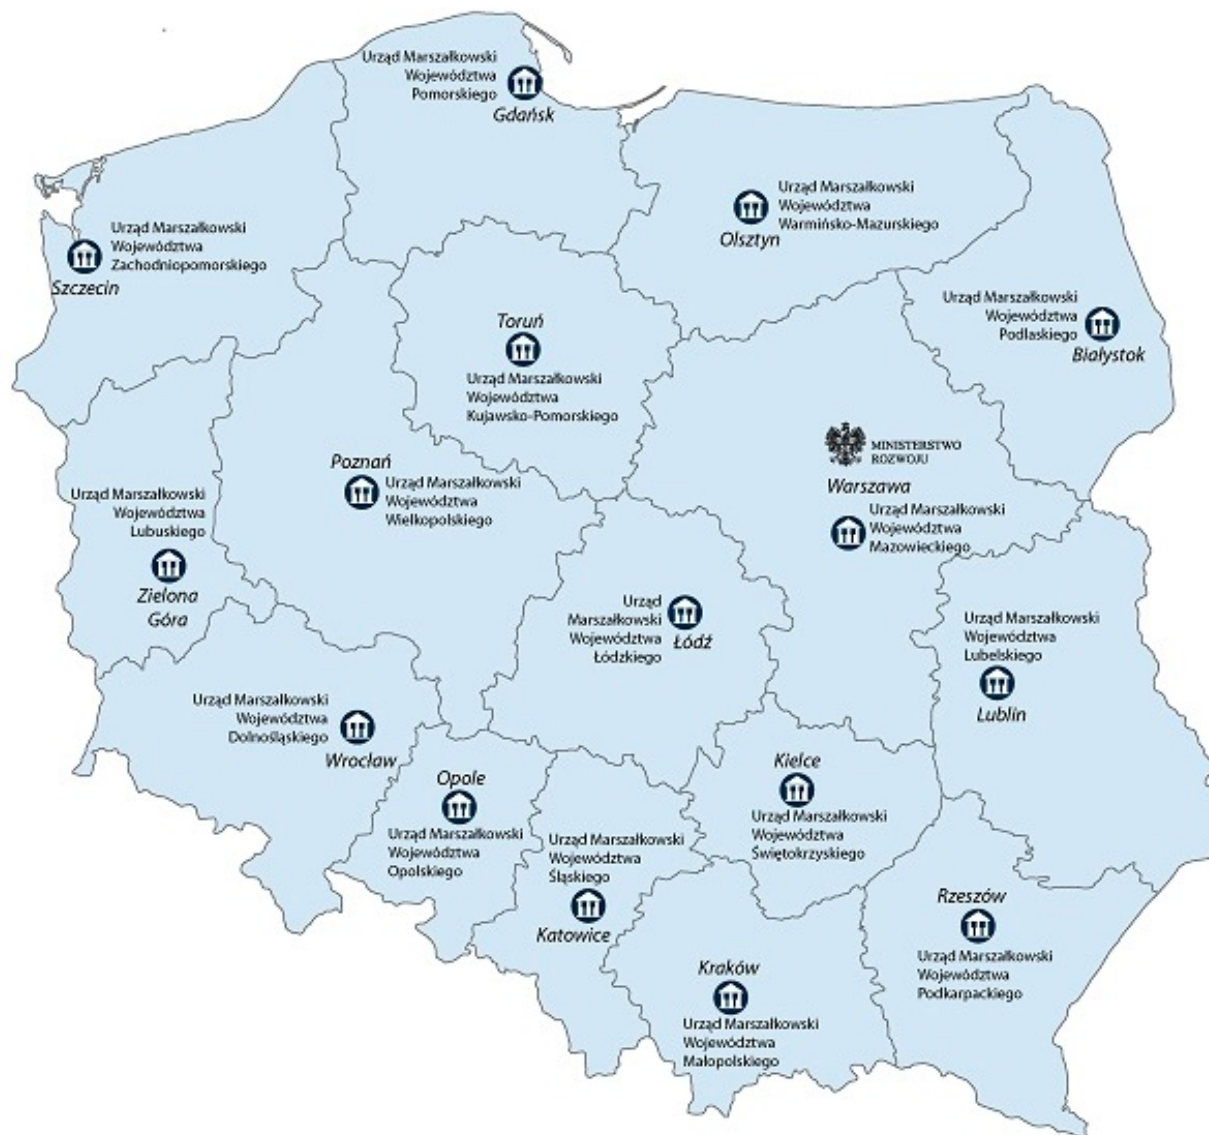 Urząd Marszałkowski
Województwa
Pomorskiego
Gdańsk
Urząd Marszałkowski
Województwa
Warmińsko-Mazurskiego
Olsztyn
Urząd Marszałkowski
Województwa
Zachodniopomorskiego
Szczecin
Urząd Marszałkowski
Województwa
Podlaskiego
Białystok
Toruń
Urząd Marszałkowski
Województwa
Kujawsko-Pomorskiego
MINISTERSTWO
ROZWOJU
Warszawa
Urząd Marszałkowski
Województwa
Mazowieckiego
Poznań
Urząd Marszałkowski
Województwa
Wielkopolskiego
Urząd Marszałkowski
Województwa
Lubuskiego
Zielona
Góra
Urząd
Marszałkowski
Województwa
Łódzkiego
Łódź
Urząd Marszałkowski
Województwa
Lubelskiego
Lublin
Urząd Marszałkowski
Województwa
Dolnośląskiego
Wrocław
Opole
Urząd Marszałkowski
Województwa
Opolskiego
Urząd Marszałkowski
Województwa
Śląskiego
Katowice
Kielce
Urząd Marszałkowski
Województwa
Świętokrzyskiego
Rzeszów
Urząd Marszałkowski
Województwa
Podkarpackiego
Kraków
Urząd Marszałkowski
Województwa
Małopolskiego